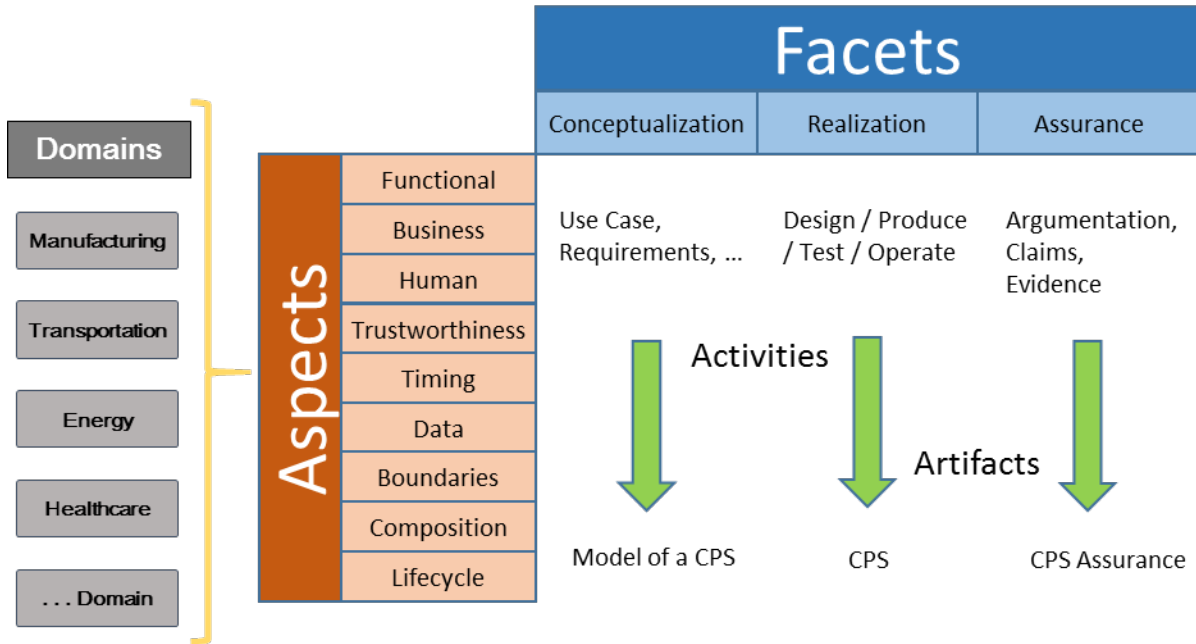 Facets
Conceptualization
Realization
Assurance
Domains
Manufacturing
Transportation
Energy
Healthcare
... Domain
Aspects
Functional
Business
Human
Trustworthiness
Timing
Data
Boundaries
Composition
Lifecycle
Use Case,
Requirements, ...
Design / Produce
/ Test / Operate
Argumentation,
Claims,
Evidence
Activities
Artifacts
Model of a CPS
CPS
CPS Assurance